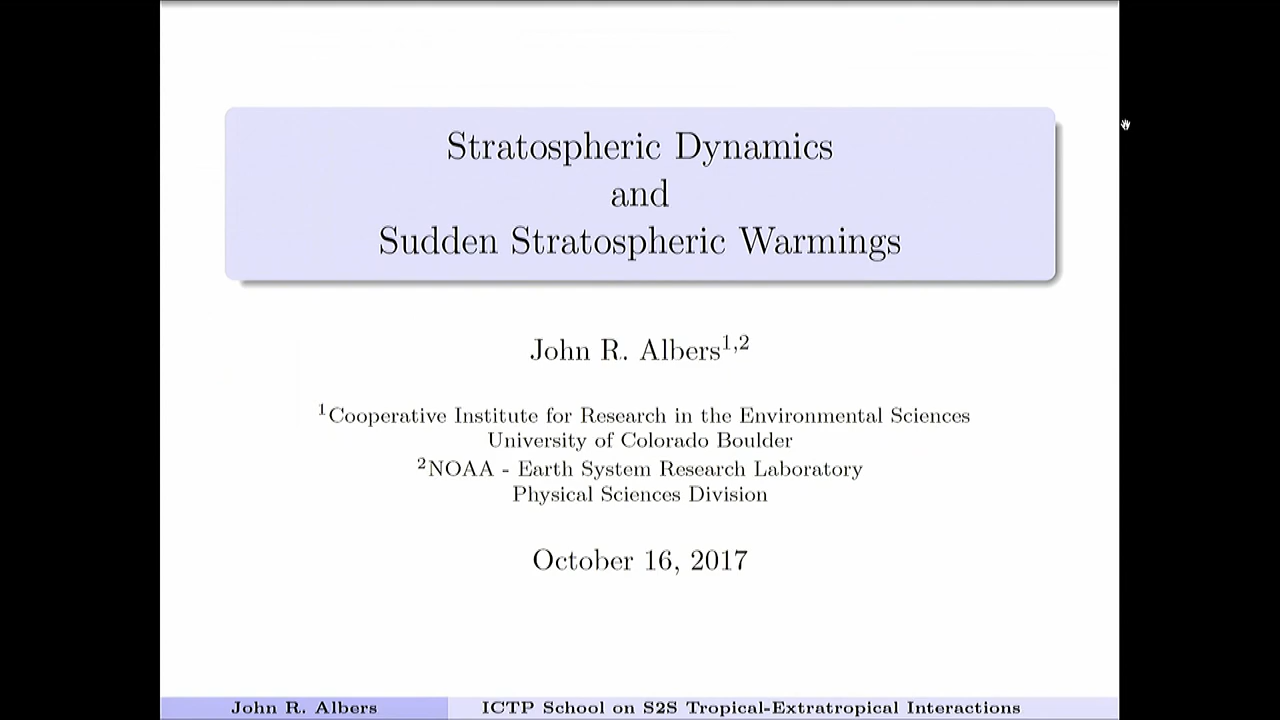 Stratospheric Dynamics
and
Sudden Stratospheric Warmings
John R. Albers1,2
1Cooperative Institute for Research in the Environmental Sciences
University of Colorado Boulder
2NOAA - Earth System Research Laboratory
Physical Sciences Division
October 16, 2017
John R. Albers
ICTP School on S2S Tropical-Extratropical Interactions